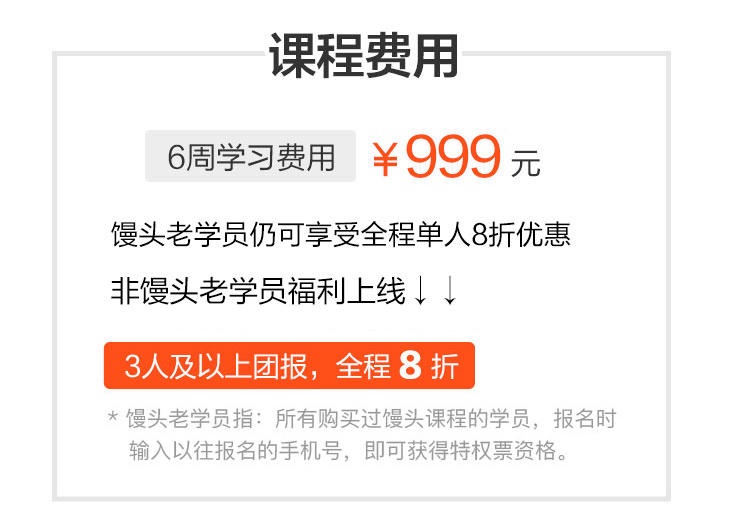 课程费用
6周学习费用 ￥999 元
馒头老学员仍可享受全程单人8折优惠
非馒头老学员福利上线↓↓
3人及以上团报，全程 8 折
* 馒头老学员指：所有购买过馒头课程的学员，报名时
输入以往报名的手机号，即可获得特权票资格。